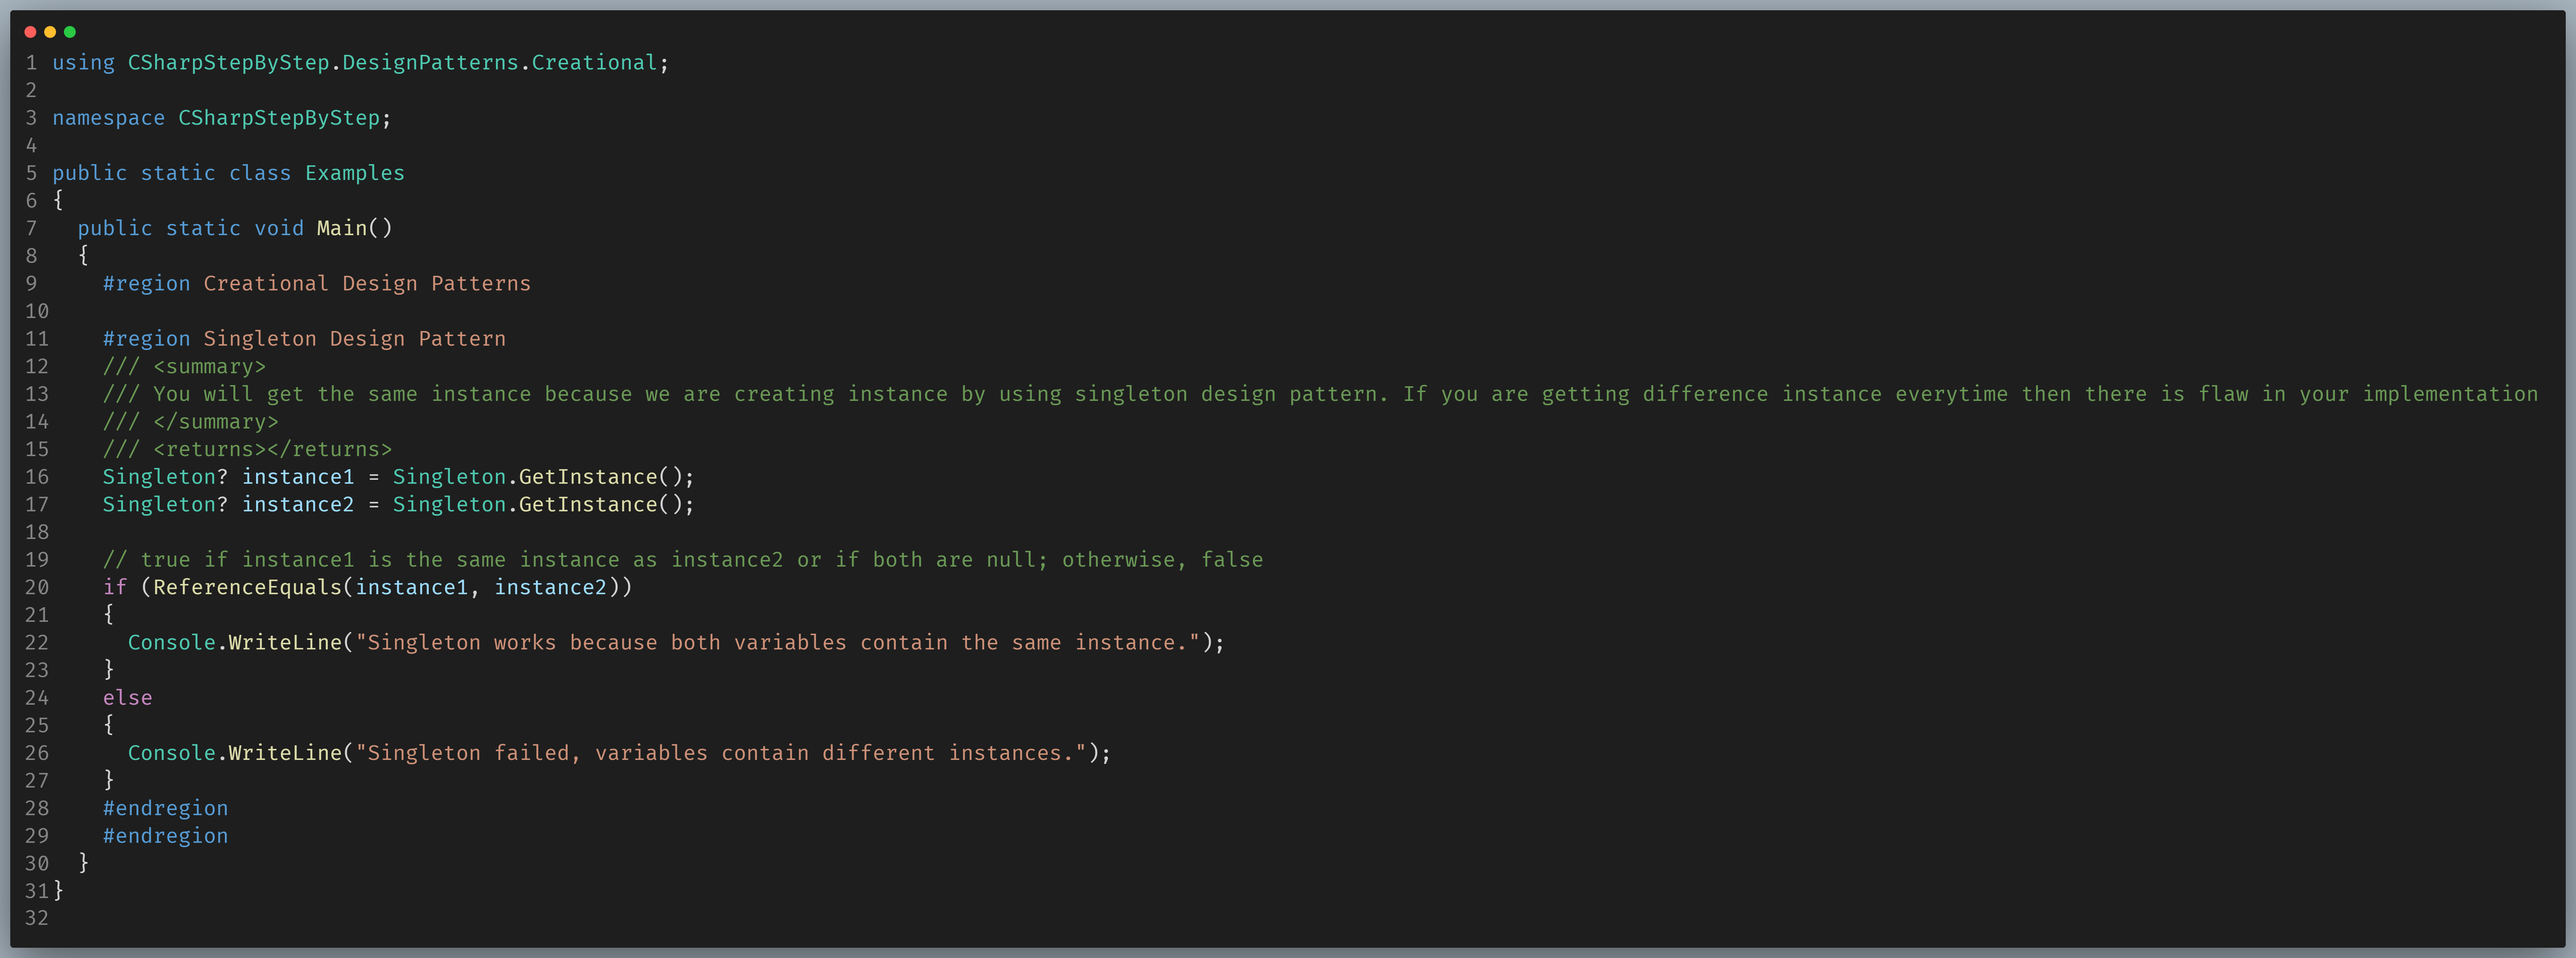 1 using CSharpStepByStep.DesignPatterns.Creational;
2
3 namespace CSharpStepByStep;
4
5 public static class Examples
6 {
7   public static void Main()
8   {
9     #region Creational Design Patterns
10
11     #region Singleton Design Pattern
12     /// <summary>
13     /// You will get the same instance because we are creating instance by using singleton design pattern. If you are getting difference instance everytime then there is flaw in your implementation
14     /// </summary>
15     /// <returns></returns>
16     Singleton? instance1 = Singleton.GetInstance();
17     Singleton? instance2 = Singleton.GetInstance();
18
19     // true if instance1 is the same instance as instance2 or if both are null; otherwise, false
20     if (ReferenceEquals(instance1, instance2))
21     {
22       Console.WriteLine("Singleton works because both variables contain the same instance.");
23     }
24     else
25     {
26       Console.WriteLine("Singleton failed, variables contain different instances.");
27     }
28     #endregion
29     #endregion
30   }
31 }
32